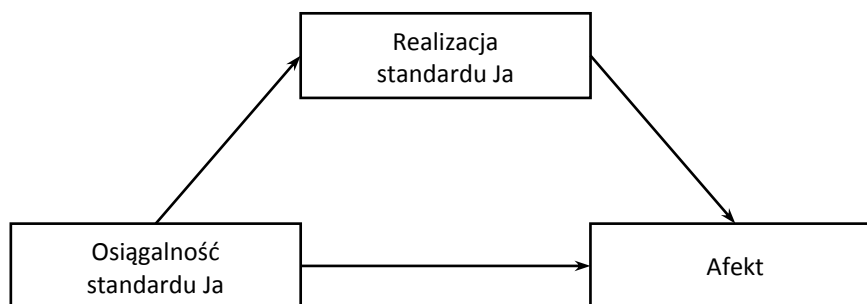 Realizacja
standardu Ja
Osiągalność
standardu Ja
Afekt